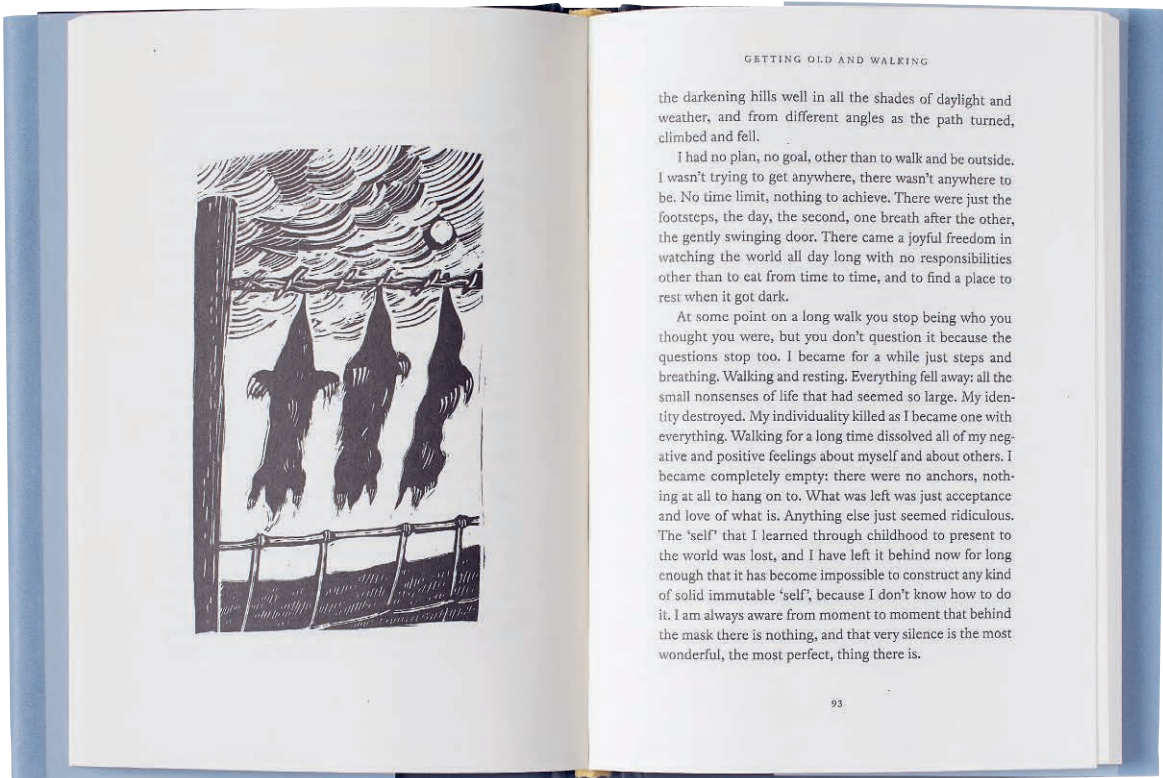 GETTING OLD AND WALKING
the darkening hills well in all the shades of daylight and
weather, and from different angles as the path turned,
climbed and fell.
I had no plan, no goal, other than to walk and be outside.
I wasn't trying to get anywhere, there wasn't anywhere to
be. No time limit, nothing to achieve. There were just the
footsteps, the day, the second, one breath after the other,
the gently swinging door. There came a joyful freedom in
watching the world all day long with no responsibilities
other than to eat from time to time, and to find a place to
rest when it got dark.
At some point on a long walk you stop being who you
thought you were, but you don't question it because the
questions stop too. I became for a while just steps and
breathing. Walking and resting. Everything fell away: all the
small nonsenses of life that had seemed so large. My iden-
tity destroyed. My individuality killed as I became one with
everything. Walking for a long time dissolved all of my neg-
ative and positive feelings about myself and about others. I
became completely empty: there were no anchors, noth-
ing at all to hang on to. What was left was just acceptance
and love of what is. Anything else just seemed ridiculous.
The ‘self’ that I learned through childhood to present to
the world was lost, and I have left it behind now for long
enough that it has become impossible to construct any kind
of solid immutable ‘self’, because I don't know how to do
it. I am always aware from moment to moment that behind
the mask there is nothing, and that very silence is the most
wonderful, the most perfect, thing there is.
93